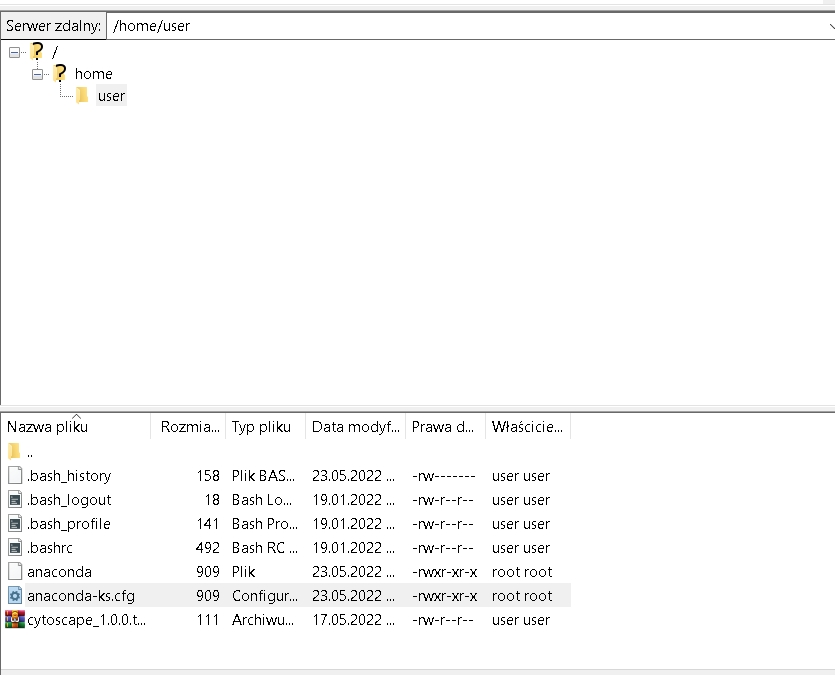 Serwer zdalny: /home/user
/
home
user
Nazwa pliku Rozmia... Typ pliku Data modyf... Prawa d... Właścicie...
..
.bash_history 158 Plik BAS... 23.05.2022 ... -rw------- user user
.bash_logout 18 Bash Lo... 19.01.2022 ... -rw-r--r-- user user
.bash_profile 141 Bash Pro... 19.01.2022 ... -rw-r--r-- user user
.bashrc 492 Bash RC ... 19.01.2022 ... -rw-r--r-- user user
anaconda 909 Plik 23.05.2022 ... -rwxr-xr-x root root
anaconda-ks.cfg 909 Configur... 23.05.2022 ... -rwxr-xr-x root root
cytoscape_1.0.0.t... 111 Archiwu... 17.05.2022 ... -rw-r--r-- user user